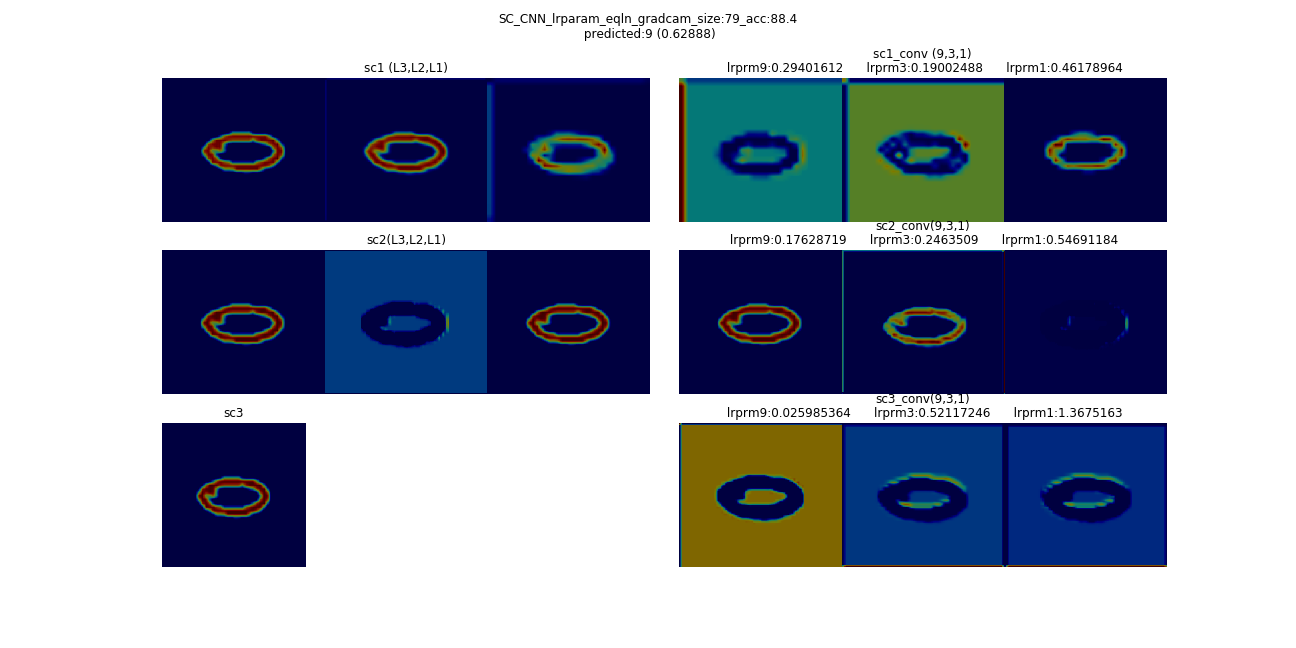 SC_CNN_lrparam_eqln_gradcam_size:79_acc:88.4
predicted:9 (0.62888)
sc1 (L3,L2,L1)
sc1_conv (9,3,1)
lrprm9:0.29401612 lrprm3:0.19002488 lrprm1:0.46178964
sc2(L3,L2,L1)
sc2_conv(9,3,1)
lrprm9:0.17628719 lrprm3:0.2463509 lrprm1:0.54691184
sc3
sc3_conv(9,3,1)
lrprm9:0.025985364 lrprm3:0.52117246 lrprm1:1.3675163